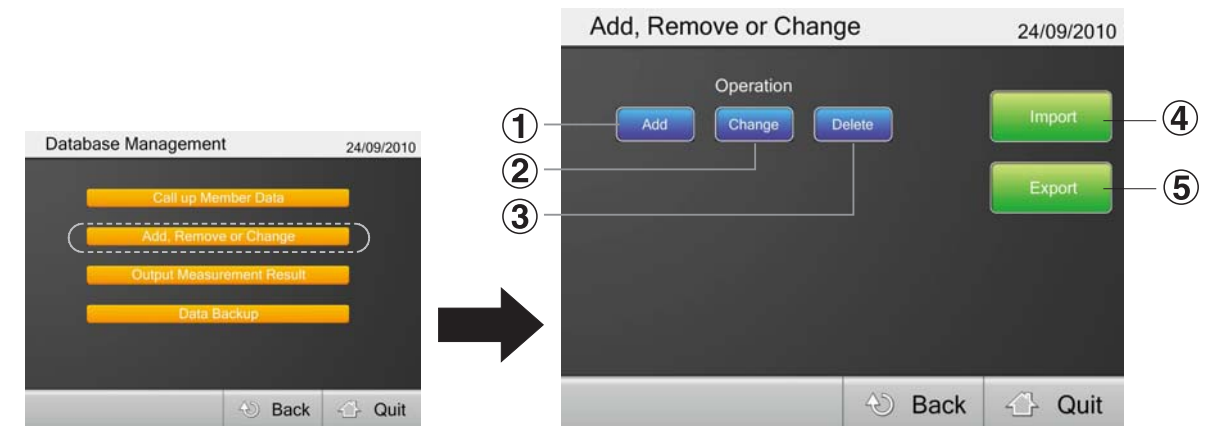 Database Management 24/09/2010
Call up Member Data
Add, Remove or Change
Output Measurement Result
Data Backup
Back Quit
Add, Remove or Change 24/09/2010
Operation
① Add Change Delete Import ④
②
③ Export ⑤
Back Quit